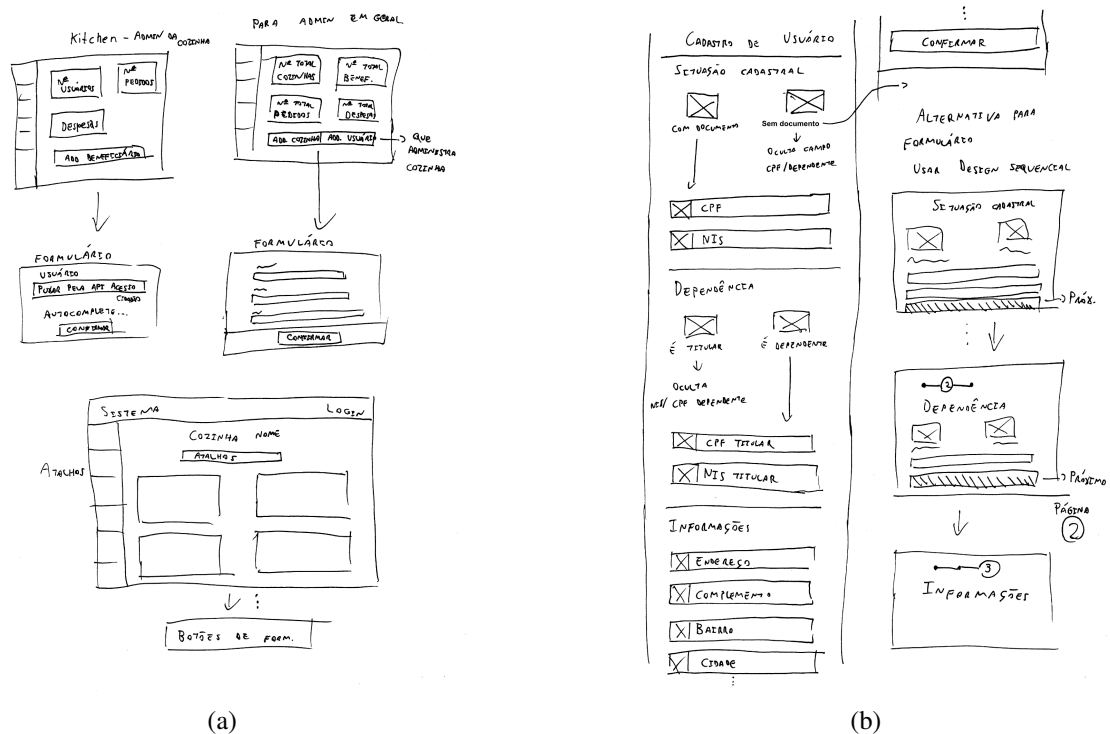 Kitchen - ADMIN DA COZINHA
Nº USUÁRIOS
Nº PEDIDOS
DESPESAS
ADD BENEFICIÁRIO
FORMULÁRIO
USUÁRIO
PUXAR PELA API ACESSO
CIDADÃO
AUTOCOMPLETE...
CONFIRMAR
PARA ADMIN EM GERAL
Nº TOTAL COZINHAS
Nº TOTAL BENEF.
Nº TOTAL PEDIDOS
Nº TOTAL DESPESAS
ADD COZINHA
ADD USUÁRIO
QUE
ADMINISTRA
COZINHA
FORMULÁRIO
CONFIRMAR
SISTEMA
LOGIN
COZINHA NOME
ATALHOS
ATALHOS
BOTÕES DE FORM.
(a)
CADASTRO DE USUÁRIO
SITUAÇÃO CADASTRAL
COM DOCUMENTO
Sem documento
OCULTA CAMPO
CPF/DEPENDENTE
CPF
NIS
DEPENDÊNCIA
É TITULAR
É DEPENDENTE
OCULTA
NIS/CPF DEPENDENTE
CPF TITULAR
NIS TITULAR
INFORMAÇÕES
ENDEREÇO
COMPLEMENTO
BAIRRO
CIDADE
CONFIRMAR
ALTERNATIVA PARA
FORMULÁRIO
USAR DESIGN SEQUENCIAL
SITUAÇÃO CADASTRAL
PRÓX.
2
DEPENDÊNCIA
PRÓXIMO
PÁGINA
2
3
INFORMAÇÕES
(b)